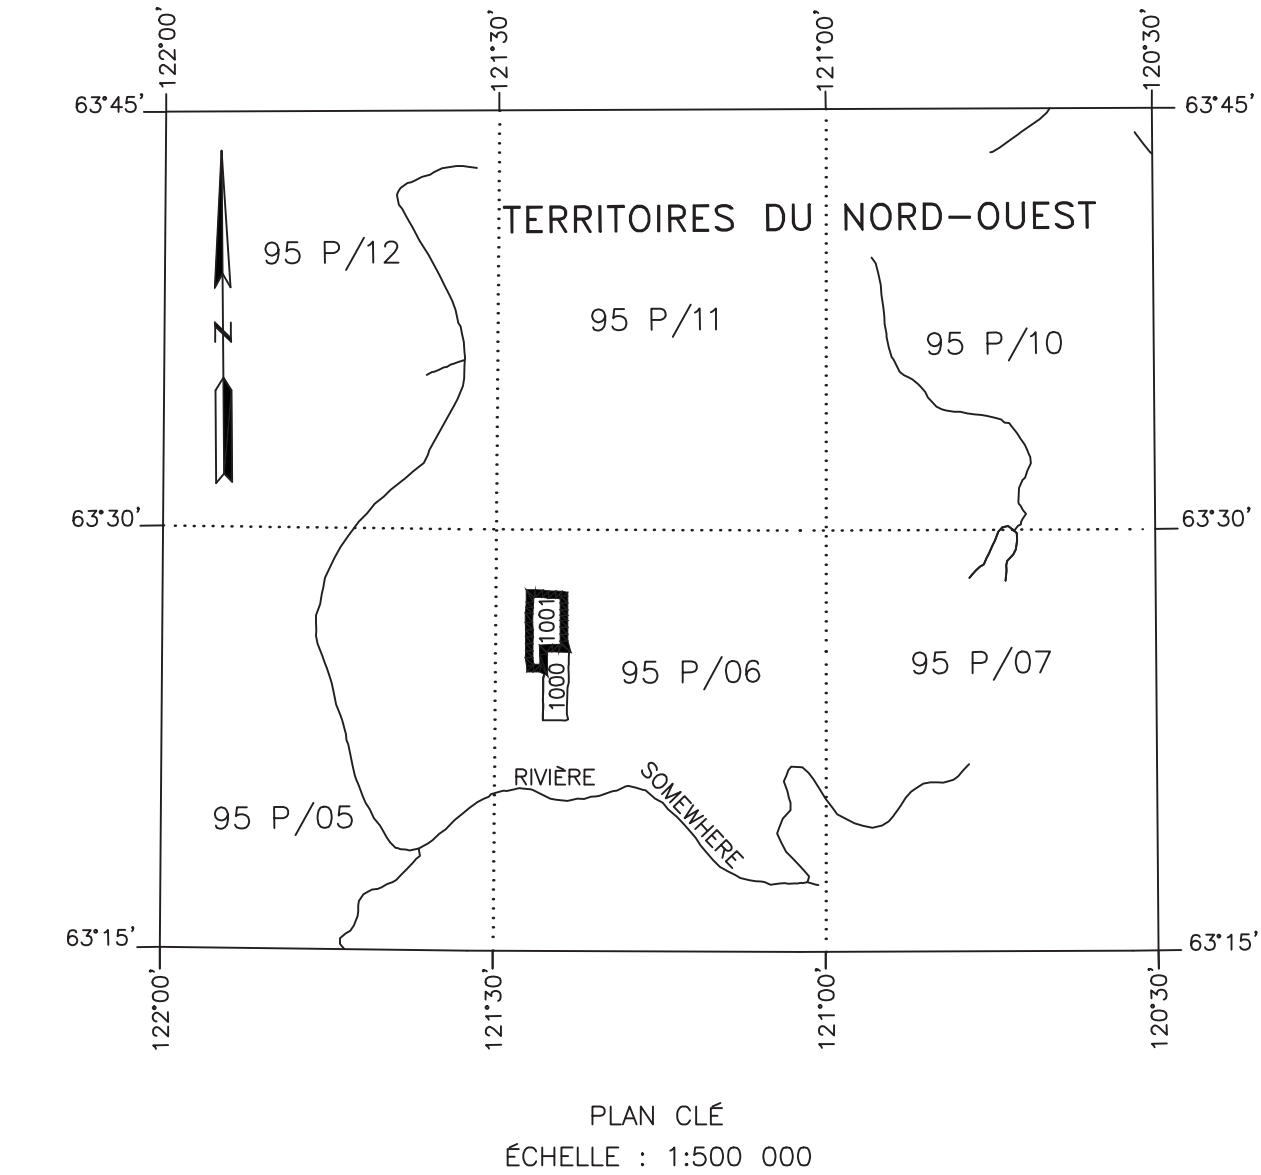 122°00'
121°30'
121°00'
120°30'
63°45'
63°45'
TERRITOIRES DU NORD-OUEST
95 P/12
95 P/11
95 P/10
N
63°30'
63°30'
1001
1000
95 P/06
95 P/07
RIVIÈRE SOMEWHERE
95 P/05
63°15'
63°15'
122°00'
121°30'
121°00'
120°30'
PLAN CLÉ
ÉCHELLE : 1:500 000